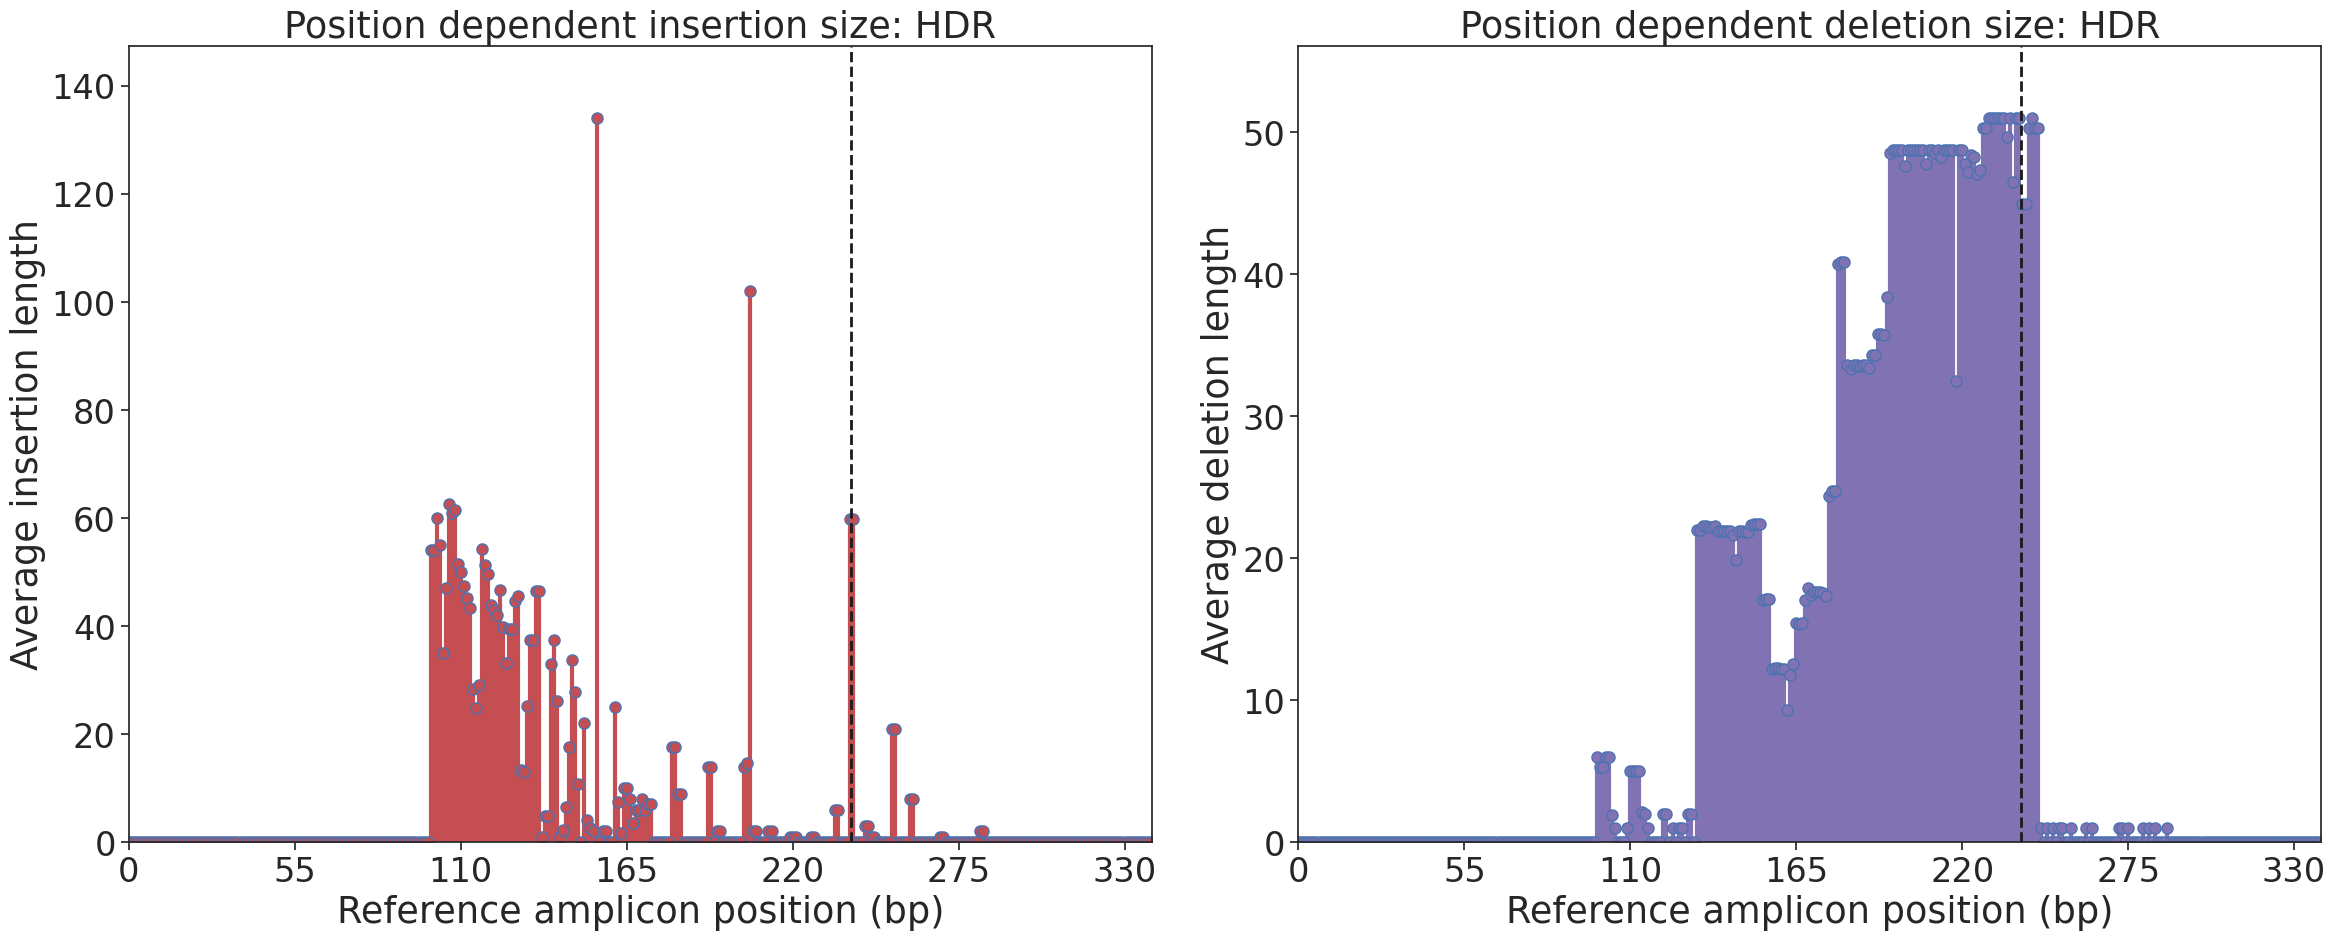 Position dependent insertion size: HDR
Average insertion length
140
120
100
80
60
40
20
0
0 55 110 165 220 275 330
Reference amplicon position (bp)
Position dependent deletion size: HDR
Average deletion length
50
40
30
20
10
0
0 55 110 165 220 275 330
Reference amplicon position (bp)